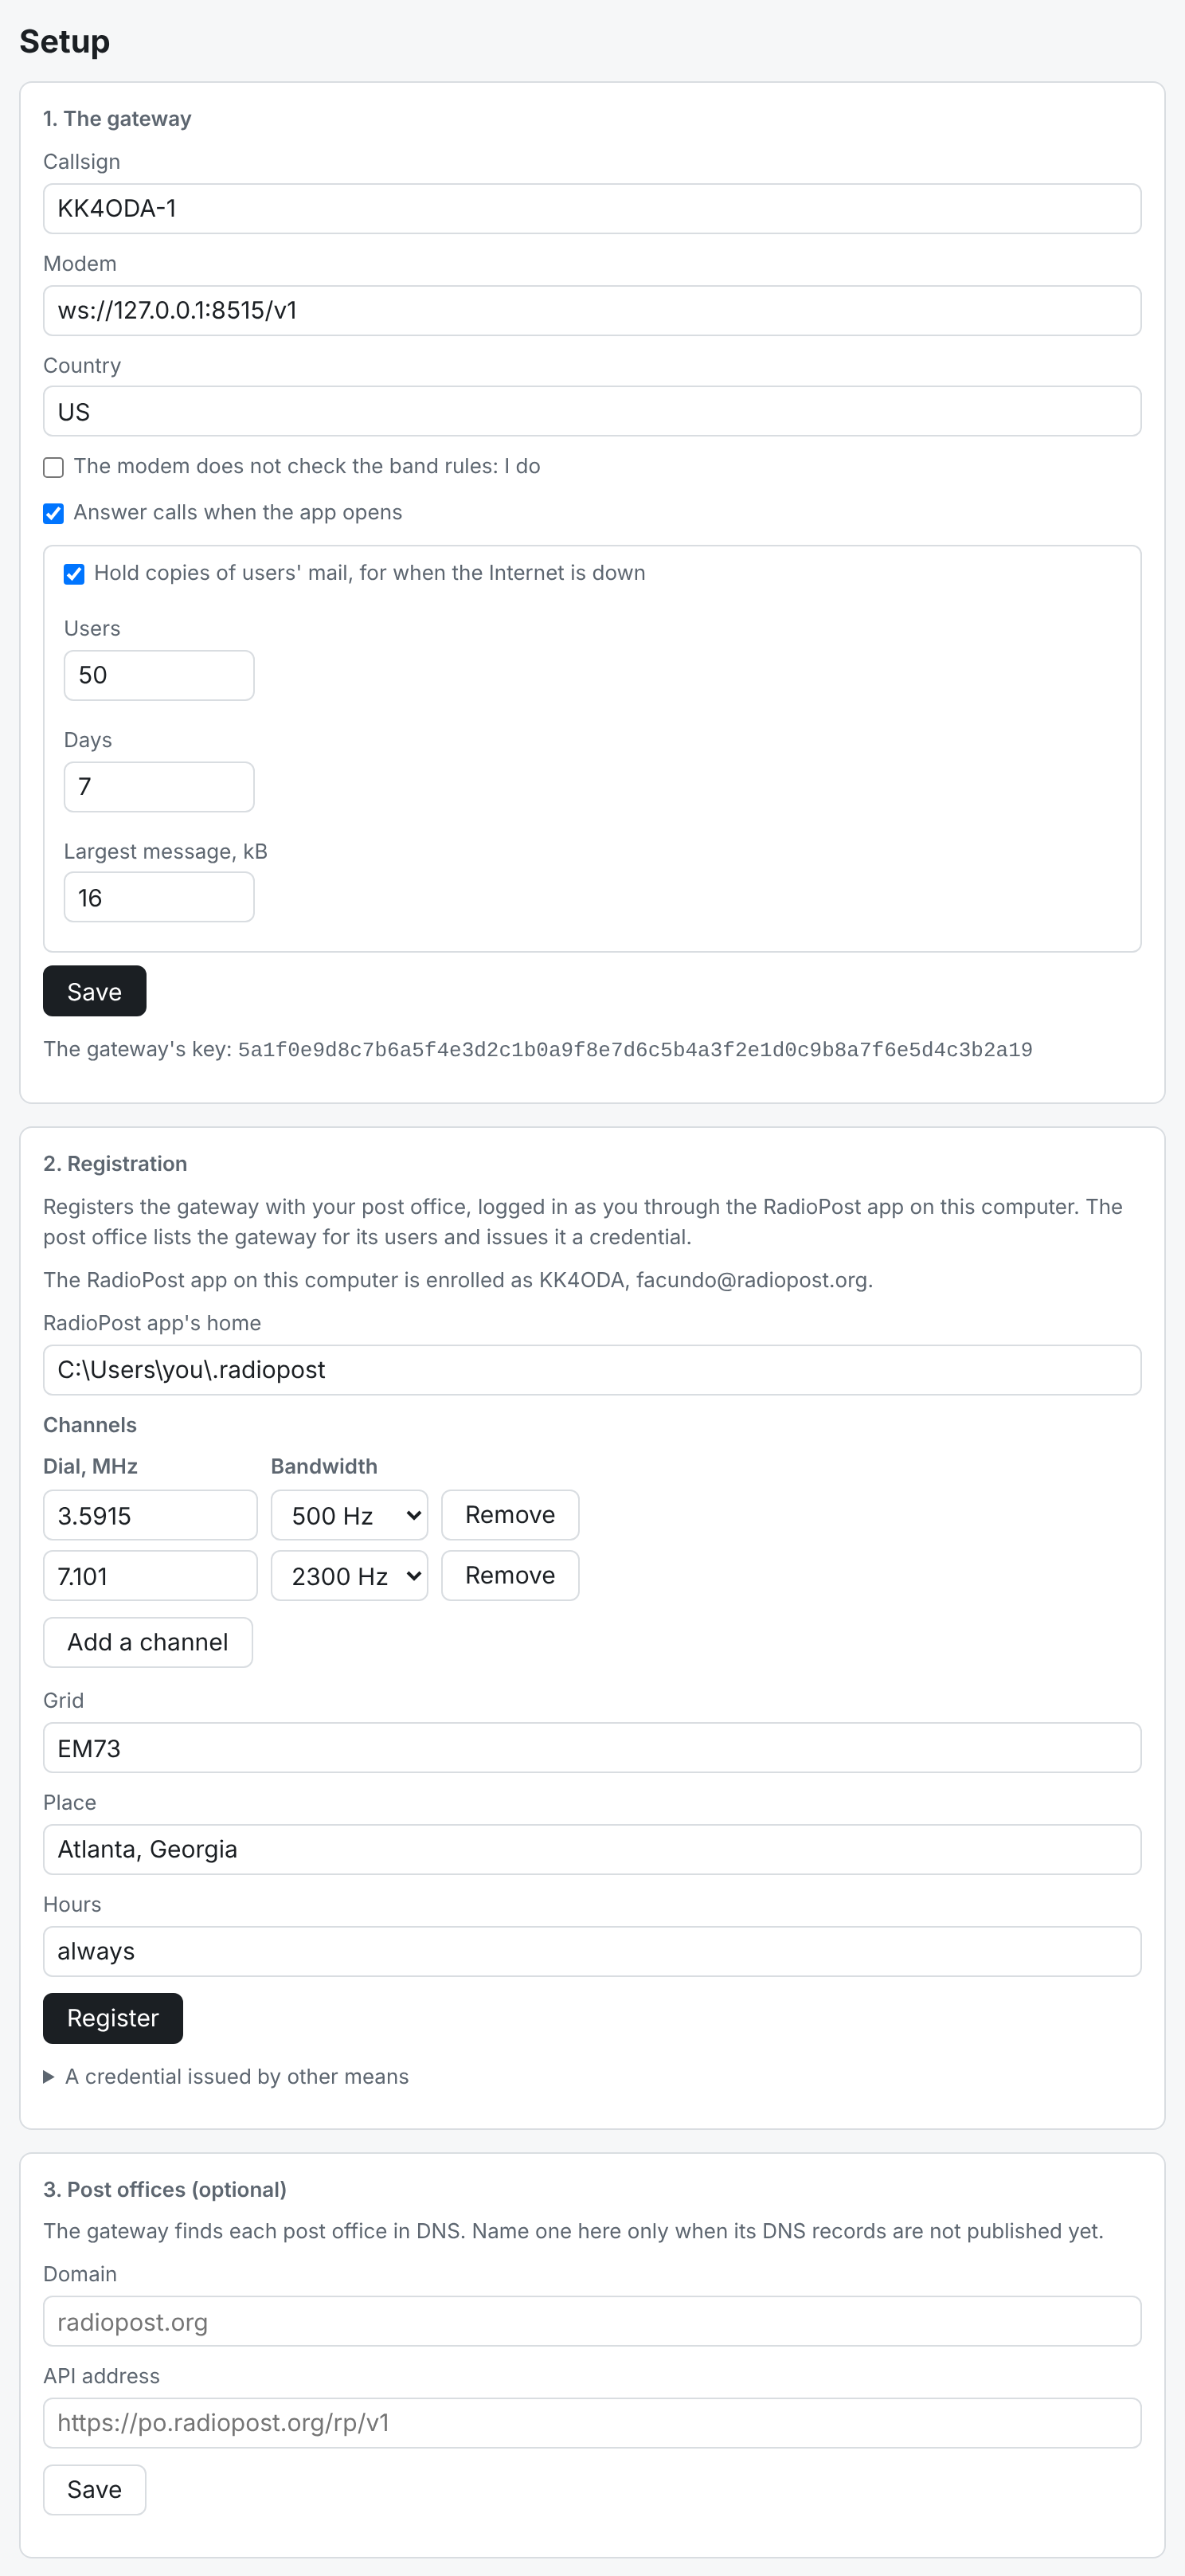 Setup
1. The gateway
Callsign
KK4ODA-1
Modem
ws://127.0.0.1:8515/v1
Country
US
The modem does not check the band rules: I do
Answer calls when the app opens
Hold copies of users' mail, for when the Internet is down
Users
50
Days
7
Largest message, kB
16
Save
The gateway's key: 5a1f0e9d8c7b6a5f4e3d2c1b0a9f8e7d6c5b4a3f2e1d0c9b8a7f6e5d4c3b2a19
2. Registration
Registers the gateway with your post office, logged in as you through the RadioPost app on this computer. The
post office lists the gateway for its users and issues it a credential.
The RadioPost app on this computer is enrolled as KK4ODA, facundo@radiopost.org.
RadioPost app's home
C:\Users\you\.radiopost
Channels
Dial, MHz Bandwidth
3.5915 500 Hz Remove
7.101 2300 Hz Remove
Add a channel
Grid
EM73
Place
Atlanta, Georgia
Hours
always
Register
A credential issued by other means
3. Post offices (optional)
The gateway finds each post office in DNS. Name one here only when its DNS records are not published yet.
Domain
radiopost.org
API address
https://po.radiopost.org/rp/v1
Save